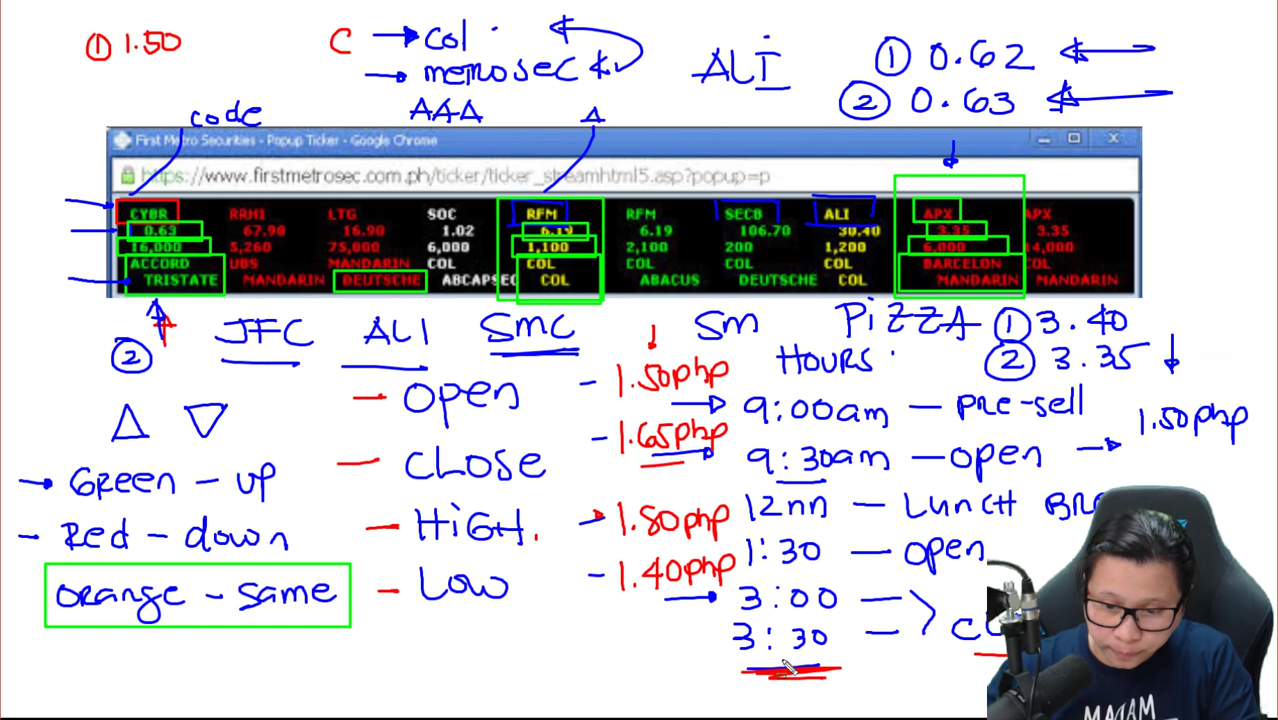 ① 1.50
C → Col
→ metrosec
AAA
ALI
① 0.62
② 0.63
code
First Metro Securities - Popup Ticker - Google Chrome
https://www.firstmetrosec.com.ph/ticker/ticker_streamhtml5.asp?popup=p
CYBR RRHI LTG SOC RFM RFM SECB ALI APX APX
0.63 67.90 16.90 1.02 6.19 6.19 106.70 30.40 3.35 3.35
16,000 5,260 75,000 6,000 1,100 2,100 200 1,200 6,000 14,000
ACCORD UBS MANDARIN COL COL COL COL COL BARCELON COL
TRISTATE MANDARIN DEUTSCHE ABCAPSEC COL ABACUS DEUTSCHE COL MANDARIN MANDARIN
② JFC ALI SMC SM PIZZA ① 3.40
HOURS ② 3.35
Green - up
Red - down
orange - same
- Open - 1.50php
- CLOSE - 1.65php
- HIGH. - 1.80php
- Low - 1.40php
9:00am - pre-sell
9:30am - open → 1.50php
12nn - LUNCH
1:30 - open
3:00 -
3:30 -